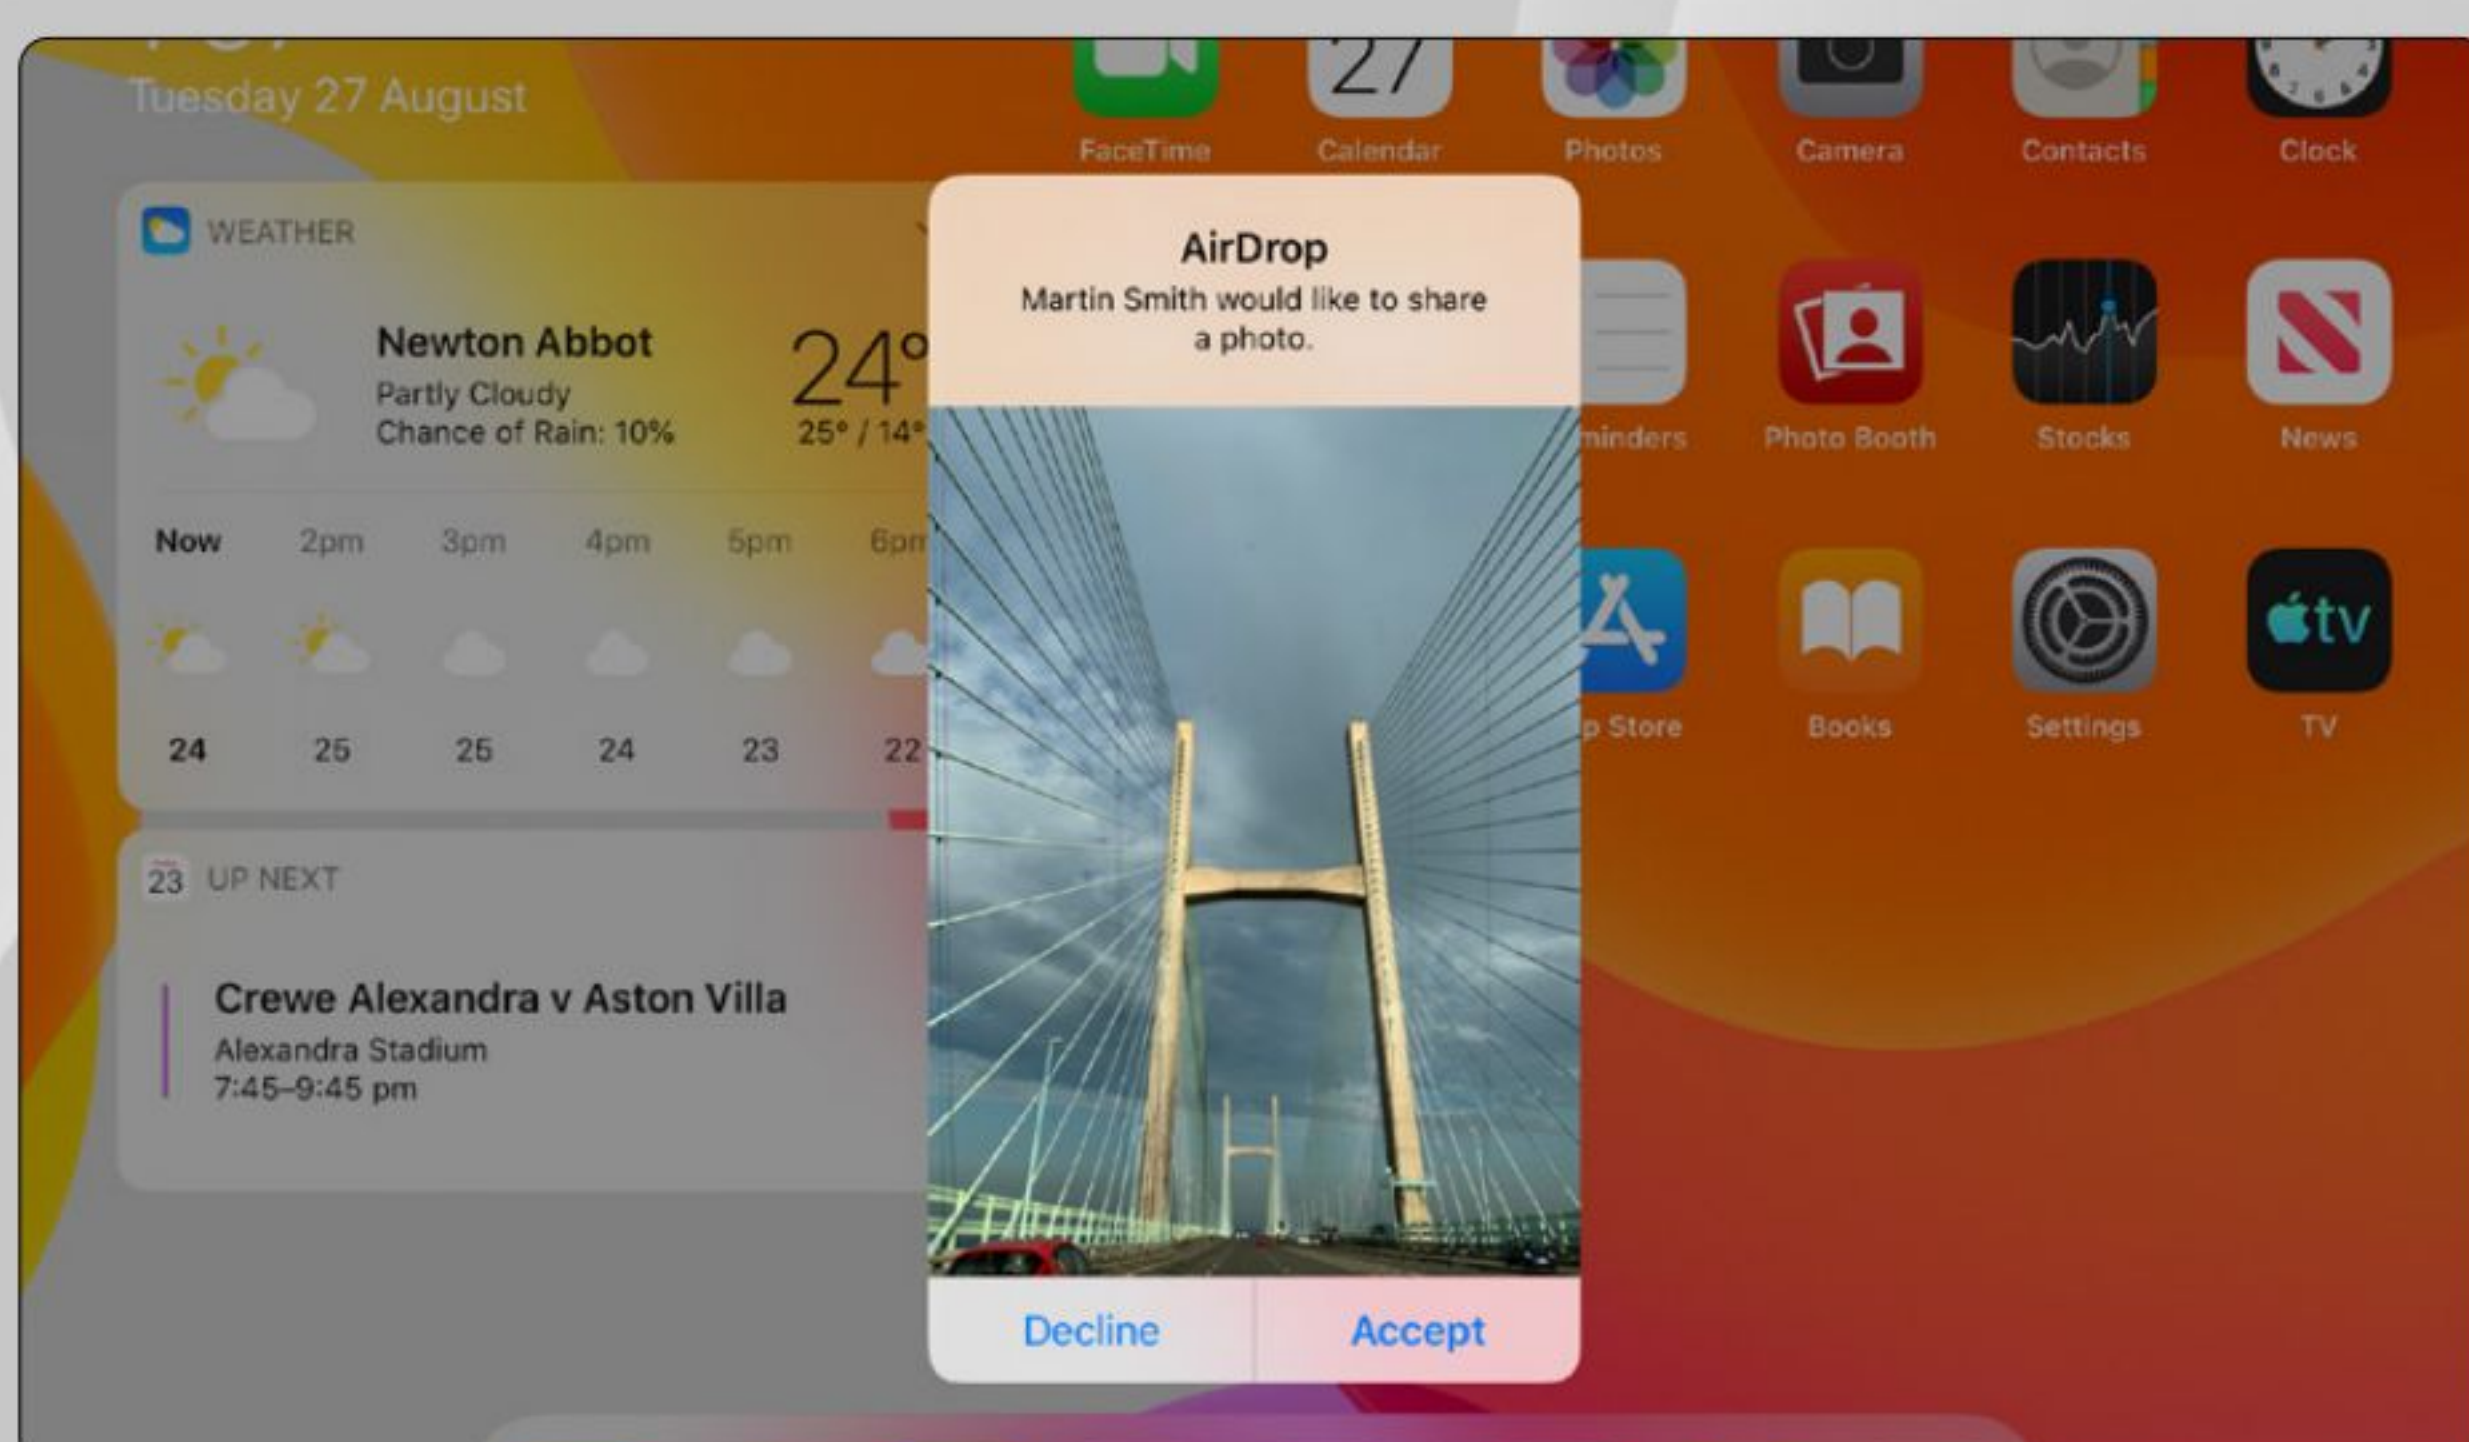 Tuesday 27 August
27
FaceTime
Calendar
Photos
Camera
Contacts
Clock
WEATHER
Newton Abbot
24°
Partly Cloudy
Chance of Rain: 10%
25° / 14°
Now 2pm 3pm 4pm 5pm 6pm
24 25 25 24 23 22
23 UP NEXT
Crewe Alexandra v Aston Villa
Alexandra Stadium
7:45–9:45 pm
AirDrop
Martin Smith would like to share
a photo.
Decline
Accept
minders
Photo Booth
Stocks
News
tv
p Store
Books
Settings
TV